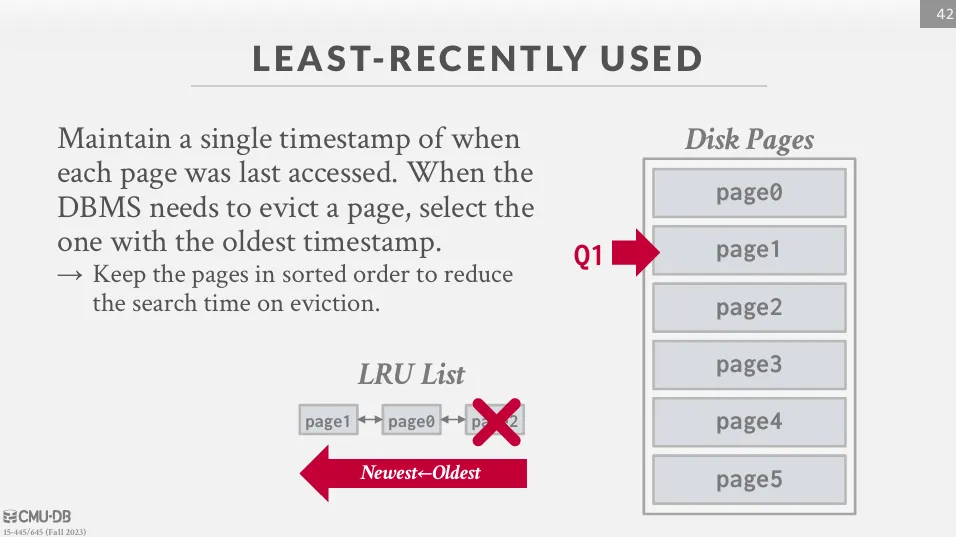 42
LEAST-RECENTLY USED
Maintain a single timestamp of when
each page was last accessed. When the
DBMS needs to evict a page, select the
one with the oldest timestamp.
→ Keep the pages in sorted order to reduce
the search time on eviction.
LRU List
page1 page0 page2
Newest←Oldest
Disk Pages
page0
Q1
page1
page2
page3
page4
page5
CMU·DB
15-445/645 (Fall 2023)